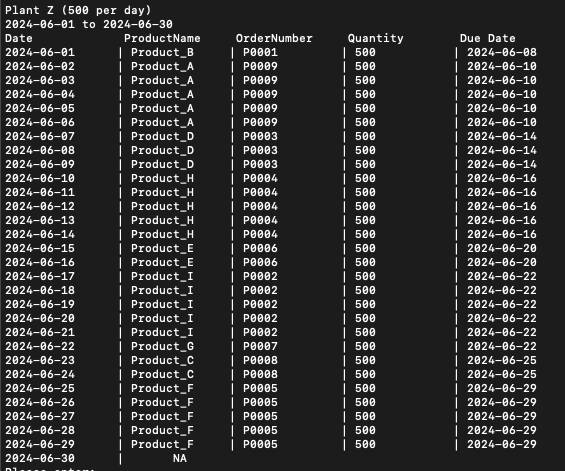 Plant Z (500 per day)
2024-06-01 to 2024-06-30
Date | ProductName | OrderNumber | Quantity | Due Date
2024-06-01 | Product_B | P0001 | 500 | 2024-06-08
2024-06-02 | Product_A | P0009 | 500 | 2024-06-10
2024-06-03 | Product_A | P0009 | 500 | 2024-06-10
2024-06-04 | Product_A | P0009 | 500 | 2024-06-10
2024-06-05 | Product_A | P0009 | 500 | 2024-06-10
2024-06-06 | Product_A | P0009 | 500 | 2024-06-10
2024-06-07 | Product_D | P0003 | 500 | 2024-06-14
2024-06-08 | Product_D | P0003 | 500 | 2024-06-14
2024-06-09 | Product_D | P0003 | 500 | 2024-06-14
2024-06-10 | Product_H | P0004 | 500 | 2024-06-16
2024-06-11 | Product_H | P0004 | 500 | 2024-06-16
2024-06-12 | Product_H | P0004 | 500 | 2024-06-16
2024-06-13 | Product_H | P0004 | 500 | 2024-06-16
2024-06-14 | Product_H | P0004 | 500 | 2024-06-16
2024-06-15 | Product_E | P0006 | 500 | 2024-06-20
2024-06-16 | Product_E | P0006 | 500 | 2024-06-20
2024-06-17 | Product_I | P0002 | 500 | 2024-06-22
2024-06-18 | Product_I | P0002 | 500 | 2024-06-22
2024-06-19 | Product_I | P0002 | 500 | 2024-06-22
2024-06-20 | Product_I | P0002 | 500 | 2024-06-22
2024-06-21 | Product_I | P0002 | 500 | 2024-06-22
2024-06-22 | Product_G | P0007 | 500 | 2024-06-22
2024-06-23 | Product_C | P0008 | 500 | 2024-06-25
2024-06-24 | Product_C | P0008 | 500 | 2024-06-25
2024-06-25 | Product_F | P0005 | 500 | 2024-06-29
2024-06-26 | Product_F | P0005 | 500 | 2024-06-29
2024-06-27 | Product_F | P0005 | 500 | 2024-06-29
2024-06-28 | Product_F | P0005 | 500 | 2024-06-29
2024-06-29 | Product_F | P0005 | 500 | 2024-06-29
2024-06-30 | NA